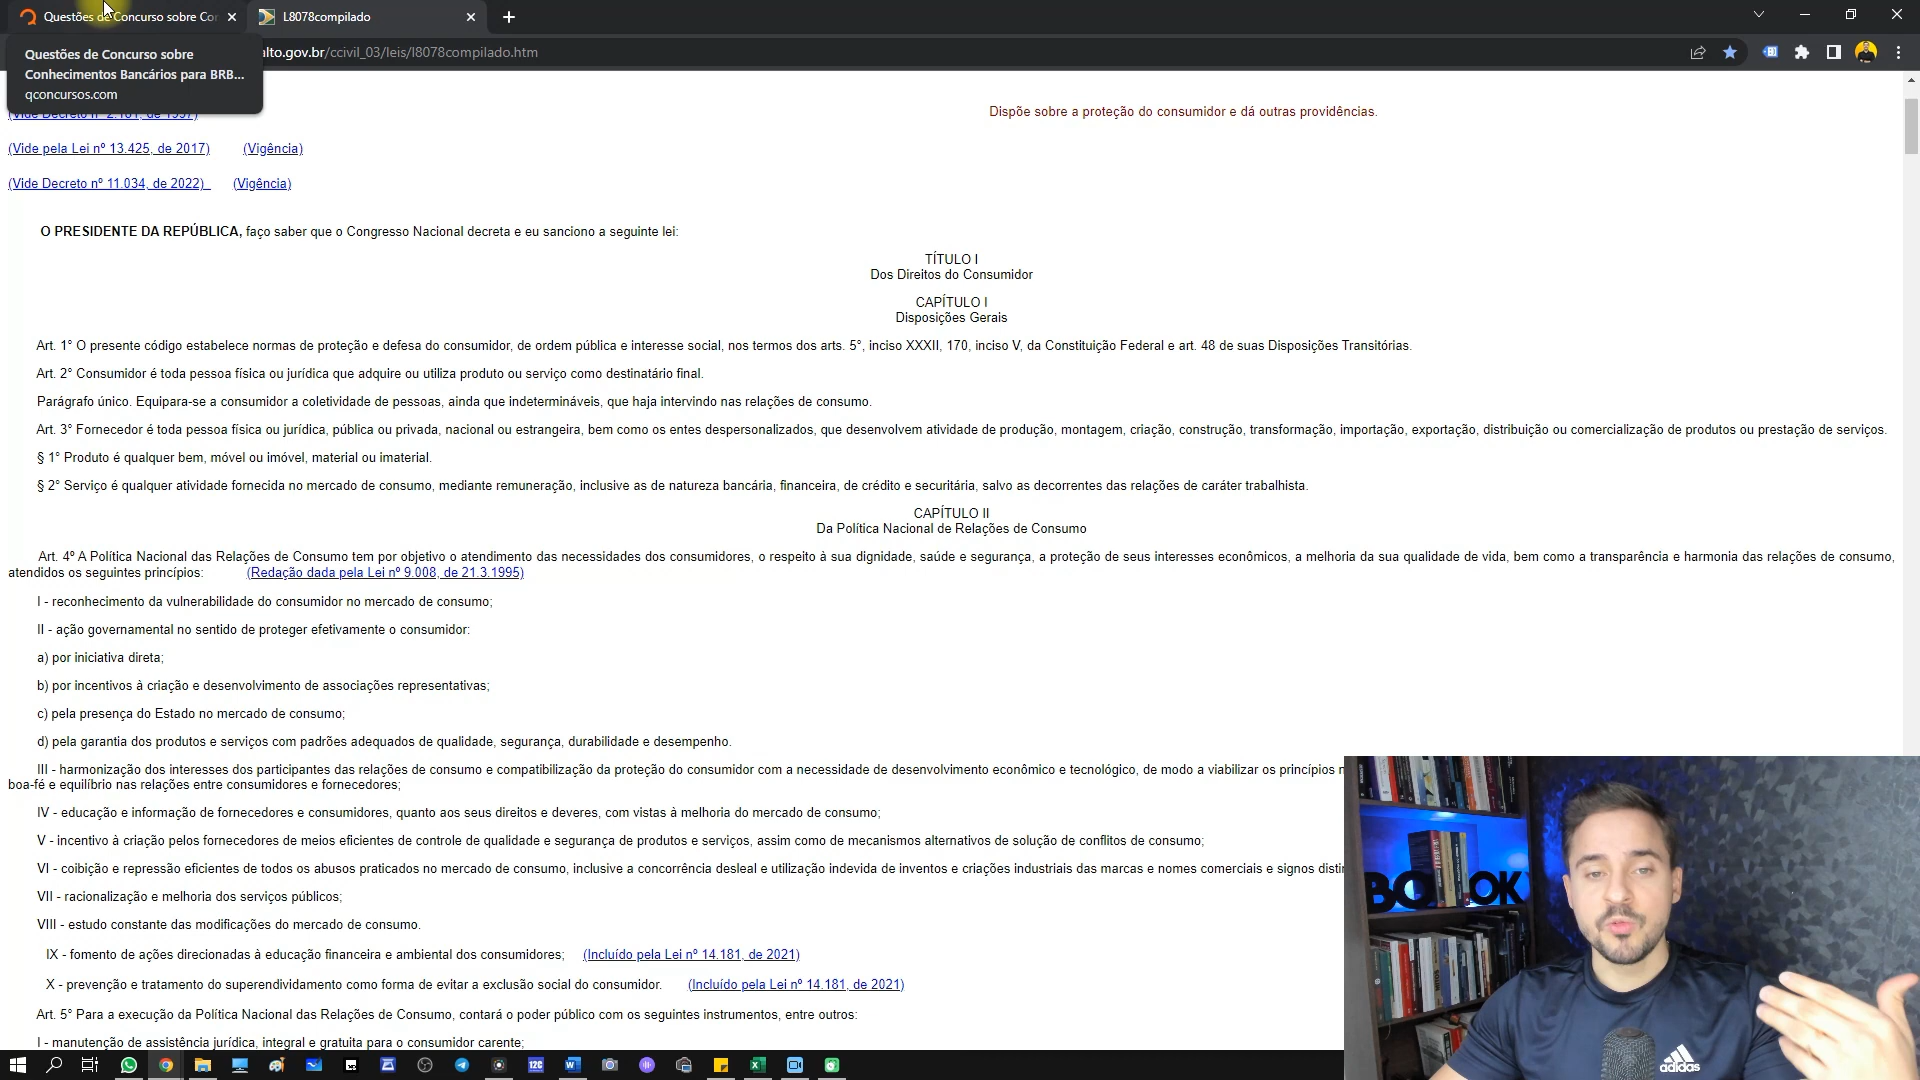 Questões de Concurso sobre Con
L8078compilado
alto.gov.br/ccivil_03/leis/l8078compilado.htm
Questões de Concurso sobre
Conhecimentos Bancários para BRB...
qconcursos.com
(Vide Decreto nº 2.181, de 1997)
Dispõe sobre a proteção do consumidor e dá outras providências.
(Vide pela Lei nº 13.425, de 2017) (Vigência)
(Vide Decreto nº 11.034, de 2022) (Vigência)
O PRESIDENTE DA REPÚBLICA, faço saber que o Congresso Nacional decreta e eu sanciono a seguinte lei:
TÍTULO I
Dos Direitos do Consumidor
CAPÍTULO I
Disposições Gerais
Art. 1° O presente código estabelece normas de proteção e defesa do consumidor, de ordem pública e interesse social, nos termos dos arts. 5°, inciso XXXII, 170, inciso V, da Constituição Federal e art. 48 de suas Disposições Transitórias.
Art. 2° Consumidor é toda pessoa física ou jurídica que adquire ou utiliza produto ou serviço como destinatário final.
Parágrafo único. Equipara-se a consumidor a coletividade de pessoas, ainda que indetermináveis, que haja intervindo nas relações de consumo.
Art. 3° Fornecedor é toda pessoa física ou jurídica, pública ou privada, nacional ou estrangeira, bem como os entes despersonalizados, que desenvolvem atividade de produção, montagem, criação, construção, transformação, importação, exportação, distribuição ou comercialização de produtos ou prestação de serviços.
§ 1° Produto é qualquer bem, móvel ou imóvel, material ou imaterial.
§ 2° Serviço é qualquer atividade fornecida no mercado de consumo, mediante remuneração, inclusive as de natureza bancária, financeira, de crédito e securitária, salvo as decorrentes das relações de caráter trabalhista.
CAPÍTULO II
Da Política Nacional de Relações de Consumo
Art. 4º A Política Nacional das Relações de Consumo tem por objetivo o atendimento das necessidades dos consumidores, o respeito à sua dignidade, saúde e segurança, a proteção de seus interesses econômicos, a melhoria da sua qualidade de vida, bem como a transparência e harmonia das relações de consumo,
atendidos os seguintes princípios: (Redação dada pela Lei nº 9.008, de 21.3.1995)
I - reconhecimento da vulnerabilidade do consumidor no mercado de consumo;
II - ação governamental no sentido de proteger efetivamente o consumidor:
a) por iniciativa direta;
b) por incentivos à criação e desenvolvimento de associações representativas;
c) pela presença do Estado no mercado de consumo;
d) pela garantia dos produtos e serviços com padrões adequados de qualidade, segurança, durabilidade e desempenho.
III - harmonização dos interesses dos participantes das relações de consumo e compatibilização da proteção do consumidor com a necessidade de desenvolvimento econômico e tecnológico, de modo a viabilizar os princípios n
boa-fé e equilíbrio nas relações entre consumidores e fornecedores;
IV - educação e informação de fornecedores e consumidores, quanto aos seus direitos e deveres, com vistas à melhoria do mercado de consumo;
V - incentivo à criação pelos fornecedores de meios eficientes de controle de qualidade e segurança de produtos e serviços, assim como de mecanismos alternativos de solução de conflitos de consumo;
VI - coibição e repressão eficientes de todos os abusos praticados no mercado de consumo, inclusive a concorrência desleal e utilização indevida de inventos e criações industriais das marcas e nomes comerciais e signos distin
VII - racionalização e melhoria dos serviços públicos;
VIII - estudo constante das modificações do mercado de consumo.
IX - fomento de ações direcionadas à educação financeira e ambiental dos consumidores; (Incluído pela Lei nº 14.181, de 2021)
X - prevenção e tratamento do superendividamento como forma de evitar a exclusão social do consumidor. (Incluído pela Lei nº 14.181, de 2021)
Art. 5° Para a execução da Política Nacional das Relações de Consumo, contará o poder público com os seguintes instrumentos, entre outros:
I - manutenção de assistência jurídica, integral e gratuita para o consumidor carente;
BOOK
adidas
12C